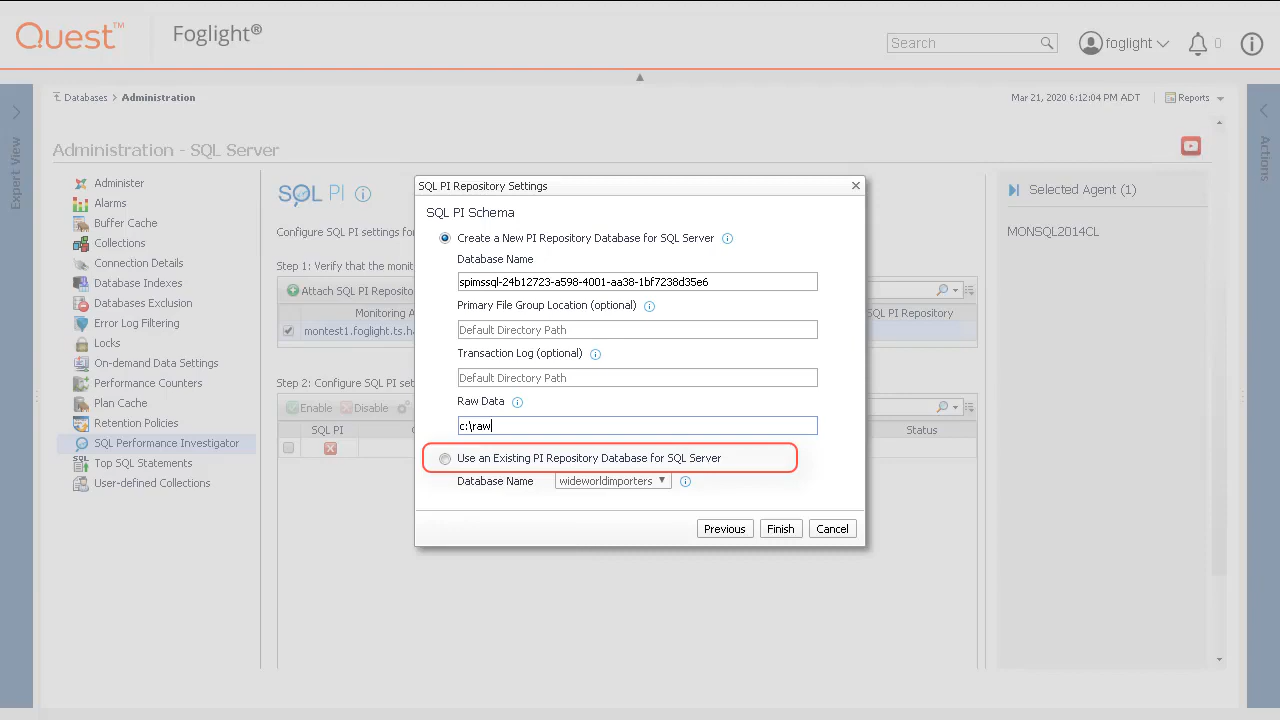 Quest™
Foglight®
Search
foglight
0
Databases > Administration
Mar 21, 2020 6:12:04 PM ADT
Reports
Expert View
Actions
Administration - SQL Server
Administer
Alarms
Buffer Cache
Collections
Connection Details
Database Indexes
Databases Exclusion
Error Log Filtering
Locks
On-demand Data Settings
Performance Counters
Plan Cache
Retention Policies
SQL Performance Investigator
Top SQL Statements
User-defined Collections
SQL PI
Configure SQL PI settings for
Step 1: Verify that the monit
Attach SQL PI Reposito
Monitoring A
SQL PI Repository
montest1.foglight.ts.ha
Step 2: Configure SQL PI set
Enable
Disable
SQL PI
Status
Selected Agent (1)
MONSQL2014CL
SQL PI Repository Settings
SQL PI Schema
Create a New PI Repository Database for SQL Server
Database Name
spimssql-24b12723-a598-4001-aa38-1bf7238d35e6
Primary File Group Location (optional)
Default Directory Path
Transaction Log (optional)
Default Directory Path
Raw Data
c:\raw
Use an Existing PI Repository Database for SQL Server
Database Name
wideworldimporters
Previous
Finish
Cancel